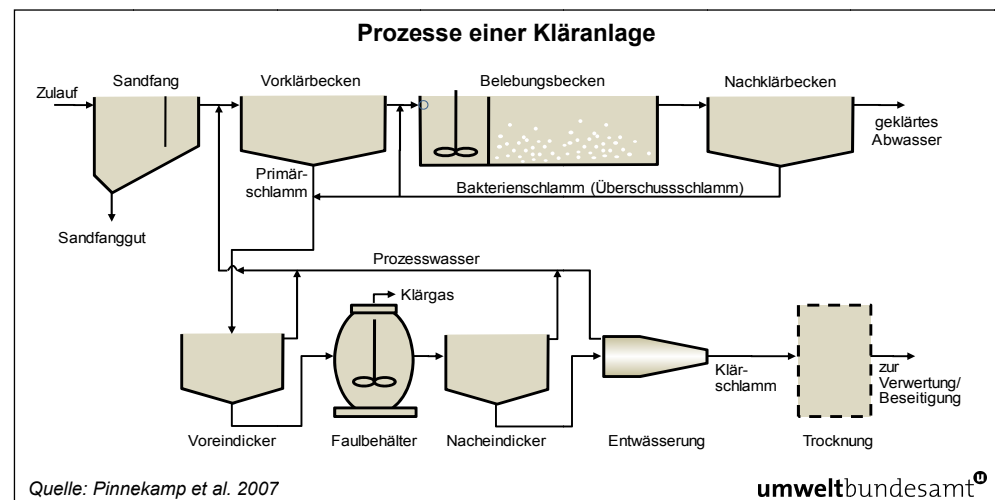 Prozesse einer Kläranlage
Zulauf
Sandfang
Vorklärbecken
Belebungsbecken
Nachklärbecken
geklärtes
Abwasser
Primär-
schlamm
Bakterienschlamm (Überschussschlamm)
Sandfanggut
Prozesswasser
Klärgas
Klär-
schlamm
zur
Verwertung/
Beseitigung
Voreindicker
Faulbehälter
Nacheindicker
Entwässerung
Trocknung
Quelle: Pinnekamp et al. 2007
umweltbundesamt u